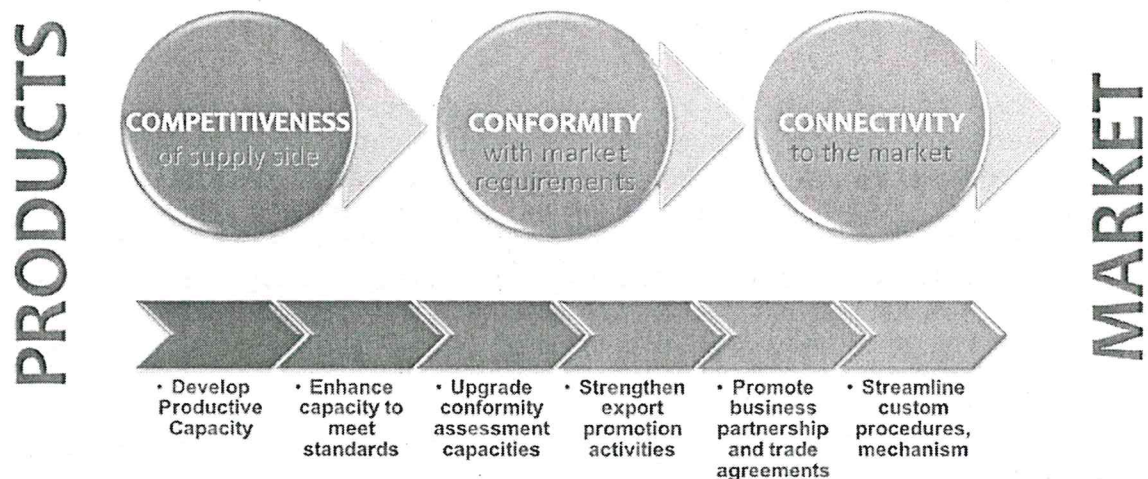 PRODUCTS
COMPETITIVENESS
of supply side
CONFORMITY
with market
requirements
CONNECTIVITY
to the market
MARKET
• Develop
Productive
Capacity
• Enhance
capacity to
meet
standards
• Upgrade
conformity
assessment
capacities
• Strengthen
export
promotion
activities
• Promote
business
partnership
and trade
agreements
• Streamline
custom
procedures,
mechanism